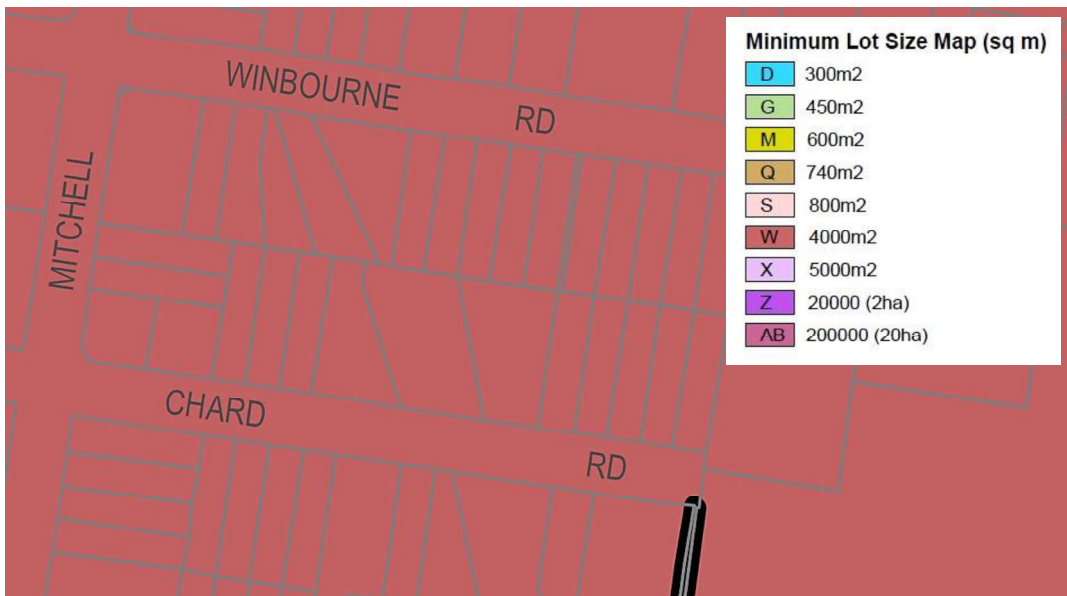 WINBOURNE RD
MITCHELL
CHARD RD
Minimum Lot Size Map (sq m)
D 300m2
G 450m2
M 600m2
Q 740m2
S 800m2
W 4000m2
X 5000m2
Z 20000 (2ha)
AB 200000 (20ha)